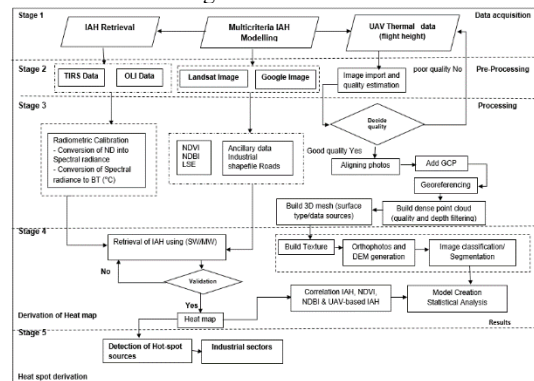 Stage 1
IAH Retrieval
Multicriteria IAH
Modelling
UAV Thermal data
(flight height)
Data acquisition
Stage 2
TIRS Data
OLI Data
Landsat Image
Google Image
Image import and
quality estimation
poor quality No
Pre-Processing
Stage 3
Processing
Decide
quality
Radiometric Calibration
- Conversion of ND into
Spectral radiance
- Conversion of Spectral
radiance to BT (°C)
NDVI
NDBI
LSE
Ancillary data
Industrial
shapefile Roads
Good quality Yes
Aligning photos
Add GCP
Georeferencing
Build 3D mesh (surface
type/data sources)
Build dense point cloud
(quality and depth filtering)
Stage 4
Retrieval of IAH using (SW/MW)
Build Texture
Orthophotos and
DEM generation
Image classification/
Segmentation
No
Validation
Yes
Heat map
Correlation IAH, NDVI,
NDBI & UAV-based IAH
Model Creation
Statistical Analysis
Derivation of Heat map
Results
Stage 5
Detection of Hot-spot
sources
Industrial sectors
Heat spot derivation